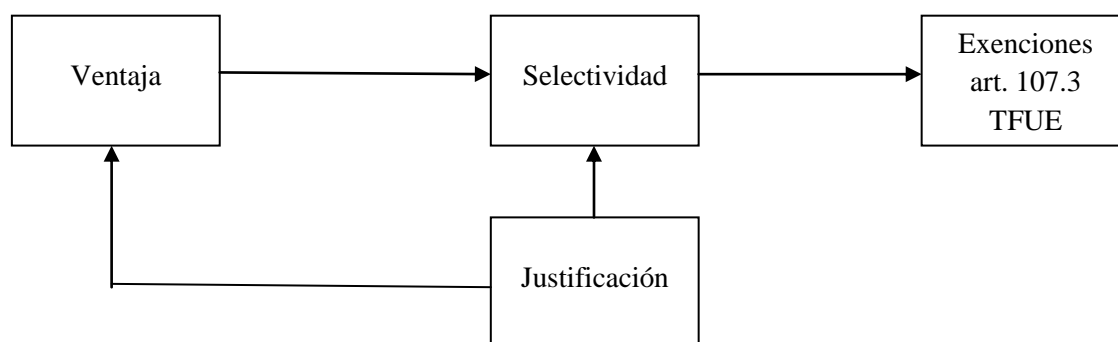 Ventaja
Selectividad
Exenciones
art. 107.3
TFUE
Justificación